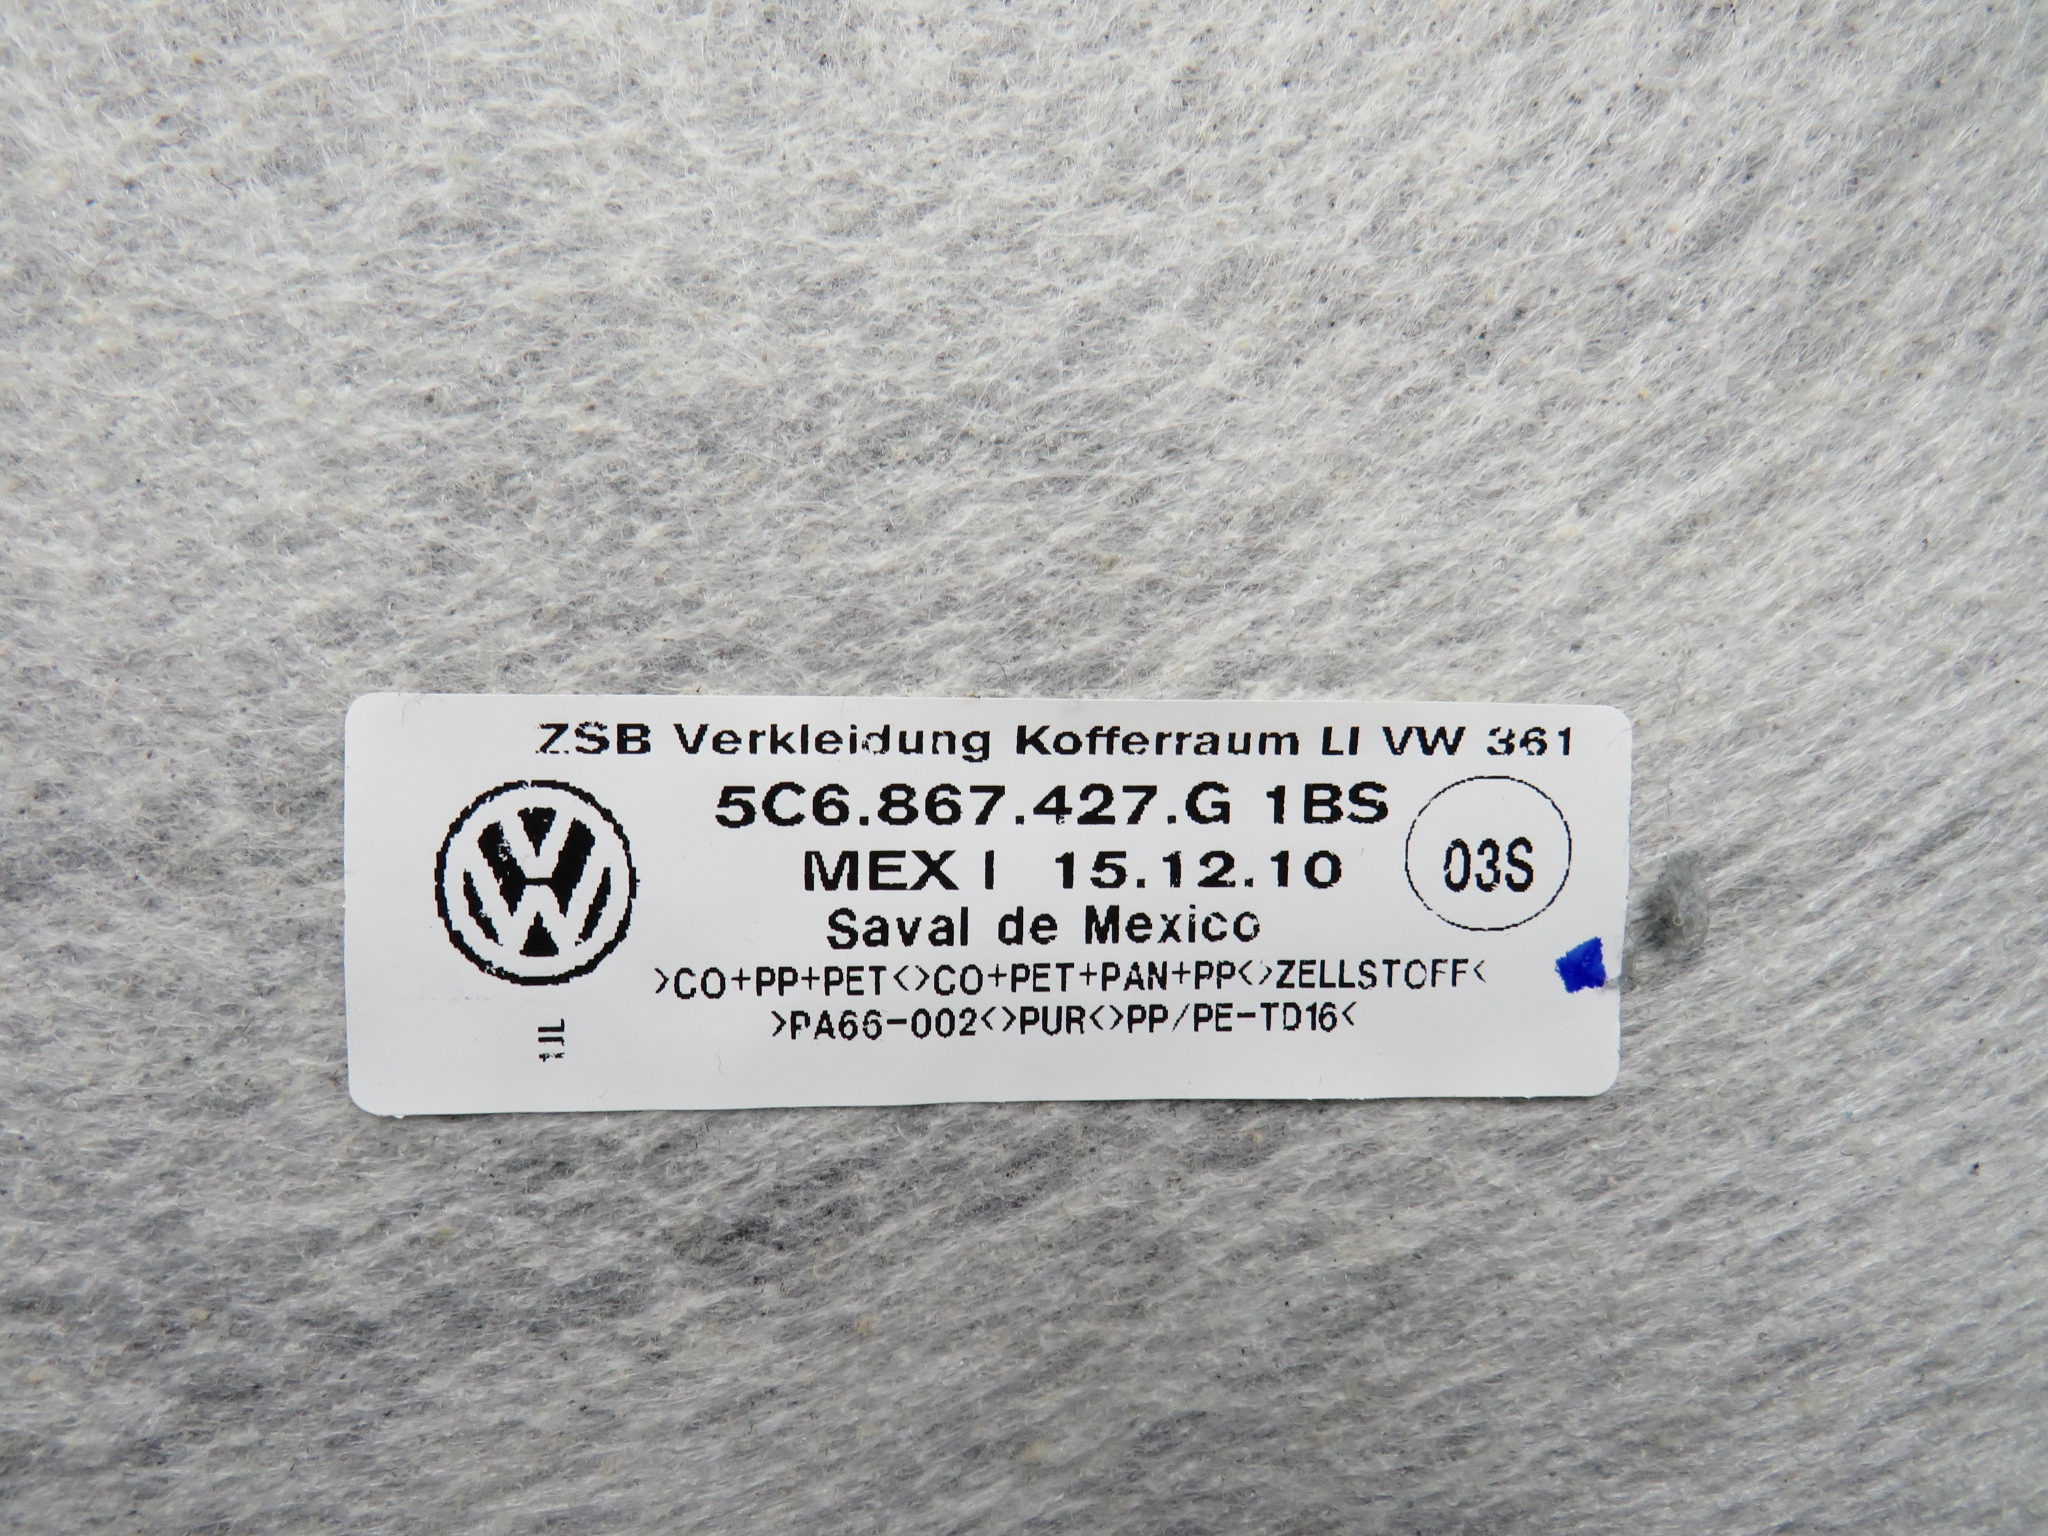 ZSB Verkleidung Kofferraum LI VW 361
5C6.867.427.G 1BS
MEX I 15.12.10
03S
Saval de Mexico
>CO+PP+PET<>CO+PET+PAN+PP<>ZELLSTOFF<
>PA66-002<>PUR<>PP/PE-TD16<